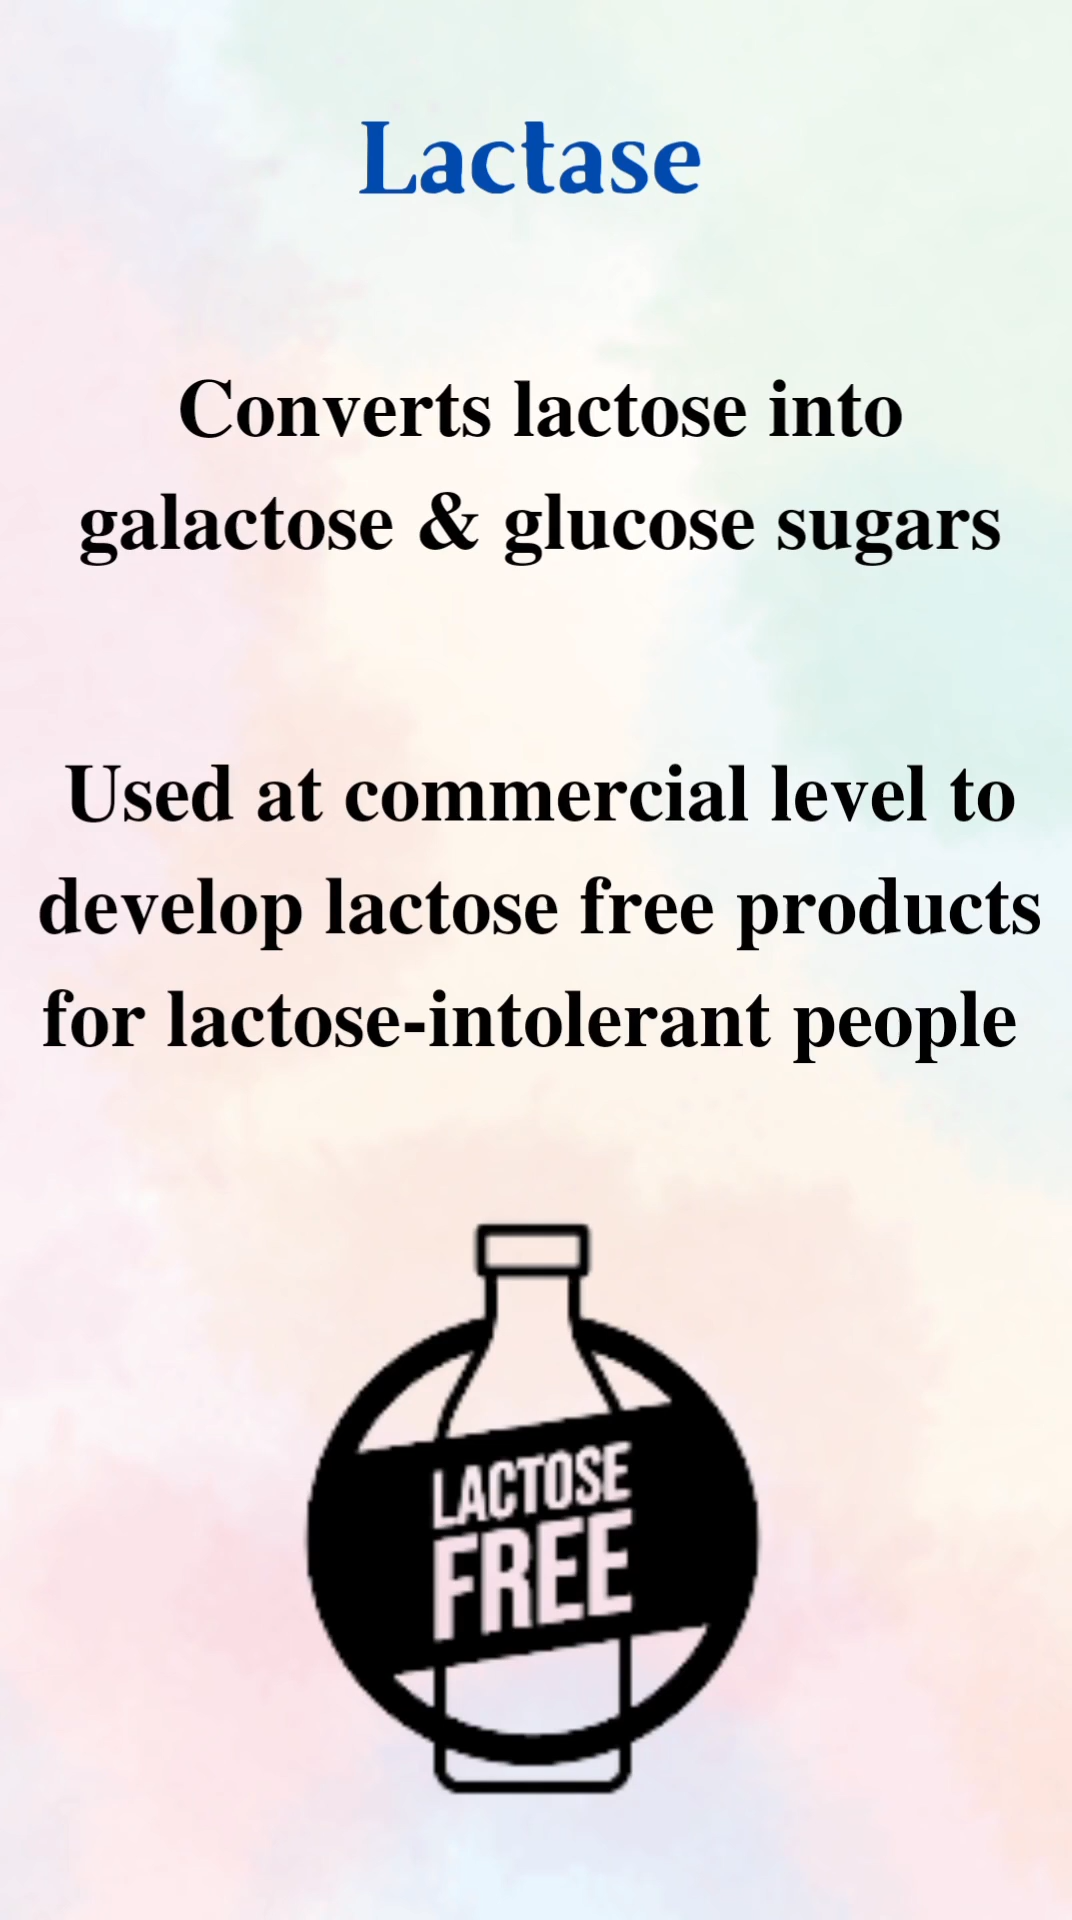 Lactase
Converts lactose into
galactose & glucose sugars
Used at commercial level to
develop lactose free products
for lactose-intolerant people
LACTOSE
FREE